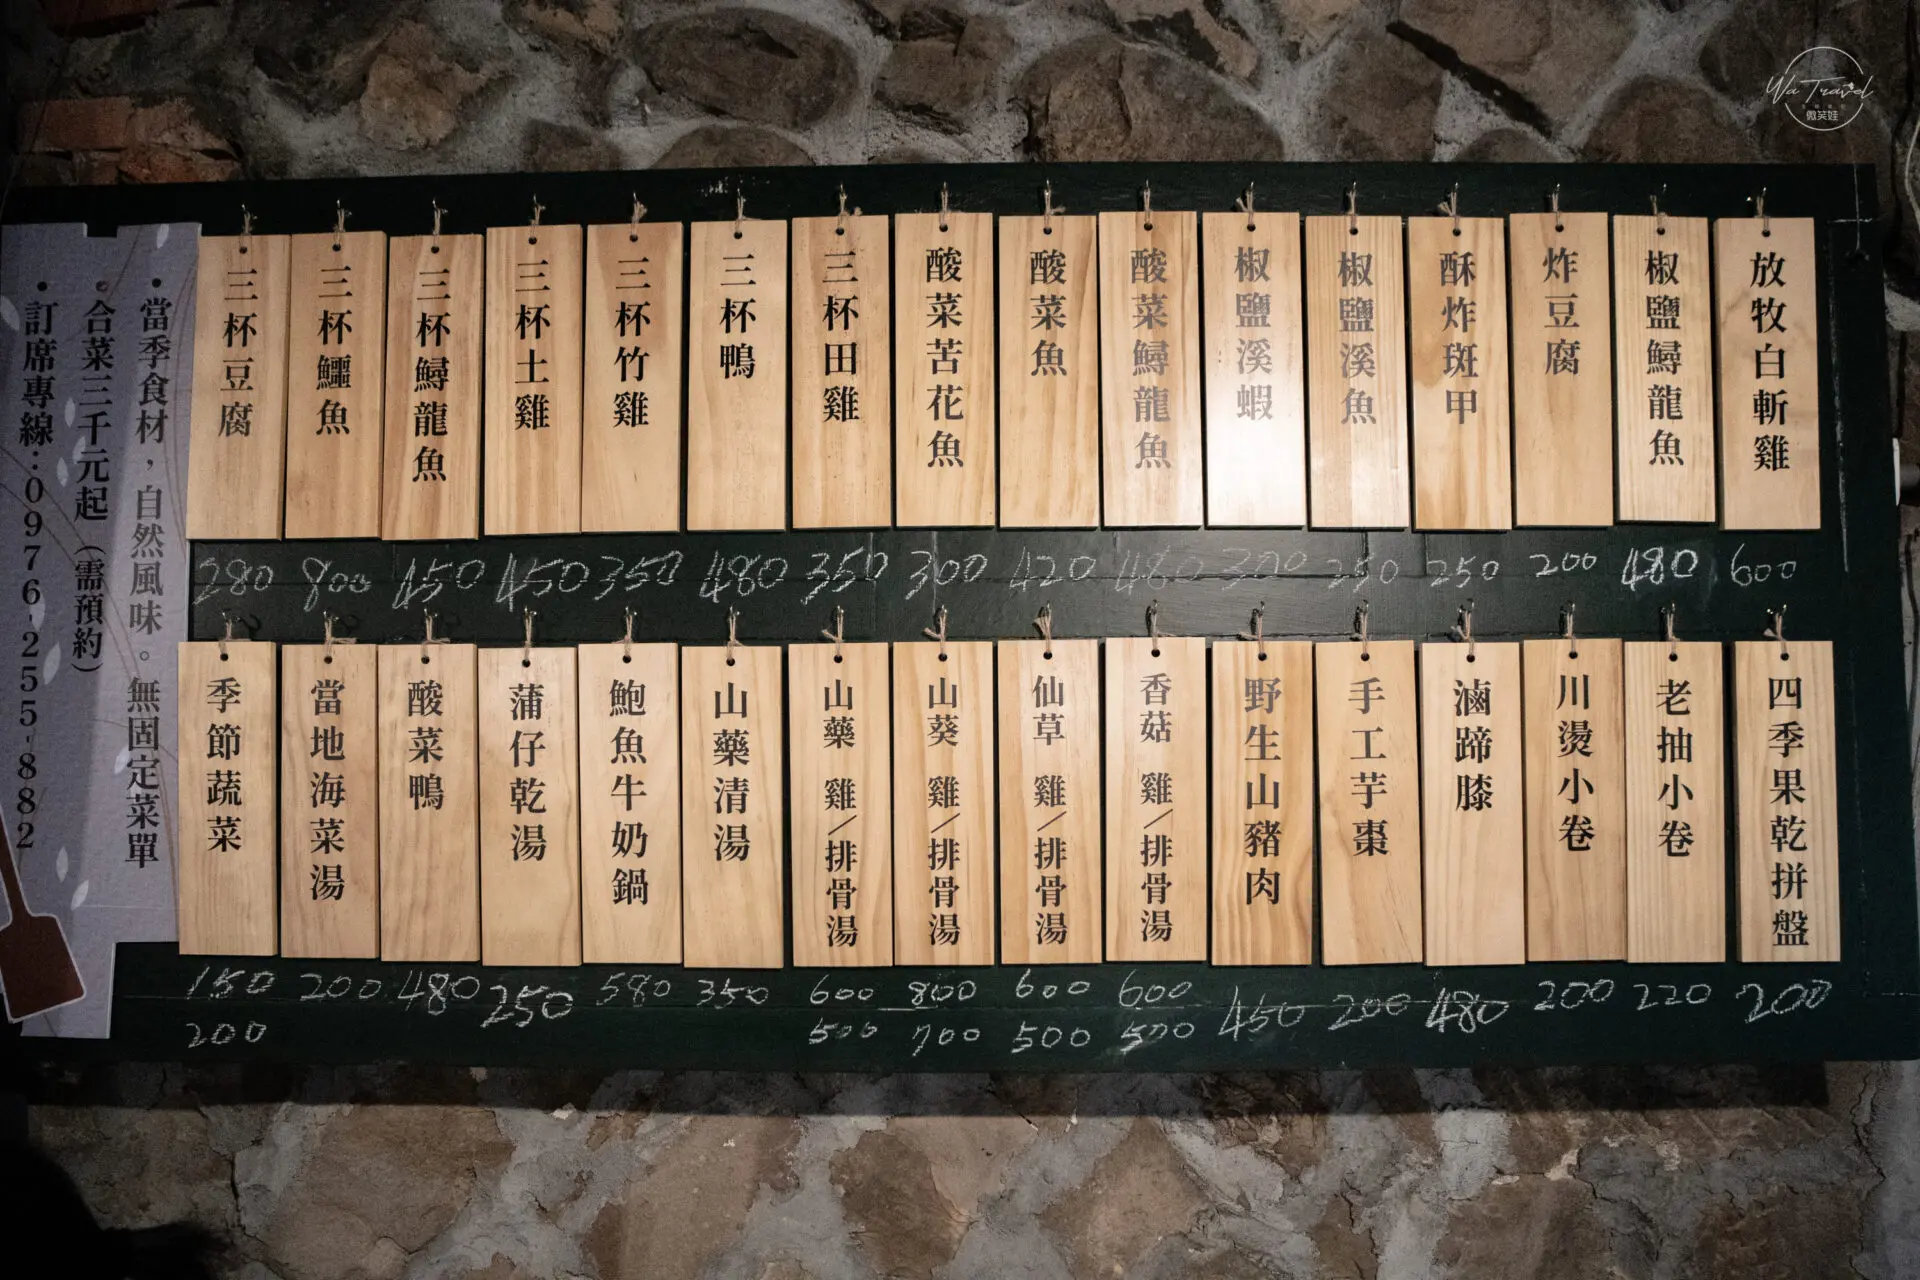 Wa Travel
微笑娃
放牧白斬雞
椒鹽鱘龍魚
炸豆腐
酥炸斑甲
椒鹽溪魚
椒鹽溪蝦
酸菜鱘龍魚
酸菜魚
酸菜苦花魚
三杯田雞
三杯鴨
三杯竹雞
三杯土雞
三杯鱘龍魚
三杯鱷魚
三杯豆腐
600
480
200
250
250
300
480
420
300
350
480
350
450
450
800
280
四季果乾拼盤
老抽小卷
川燙小卷
滷蹄膝
手工芋棗
野生山豬肉
香菇 雞/排骨湯
仙草 雞/排骨湯
山葵 雞/排骨湯
山藥 雞/排骨湯
山藥清湯
鮑魚牛奶鍋
蒲仔乾湯
酸菜鴨
當地海菜湯
季節蔬菜
200
220
200
480
200
450
600
500
600
500
800
700
600
500
350
580
250
480
200
150
200
•當季食材，自然風味。無固定菜單
•合菜三千元起（需預約）
•訂席專線：0976-255-882